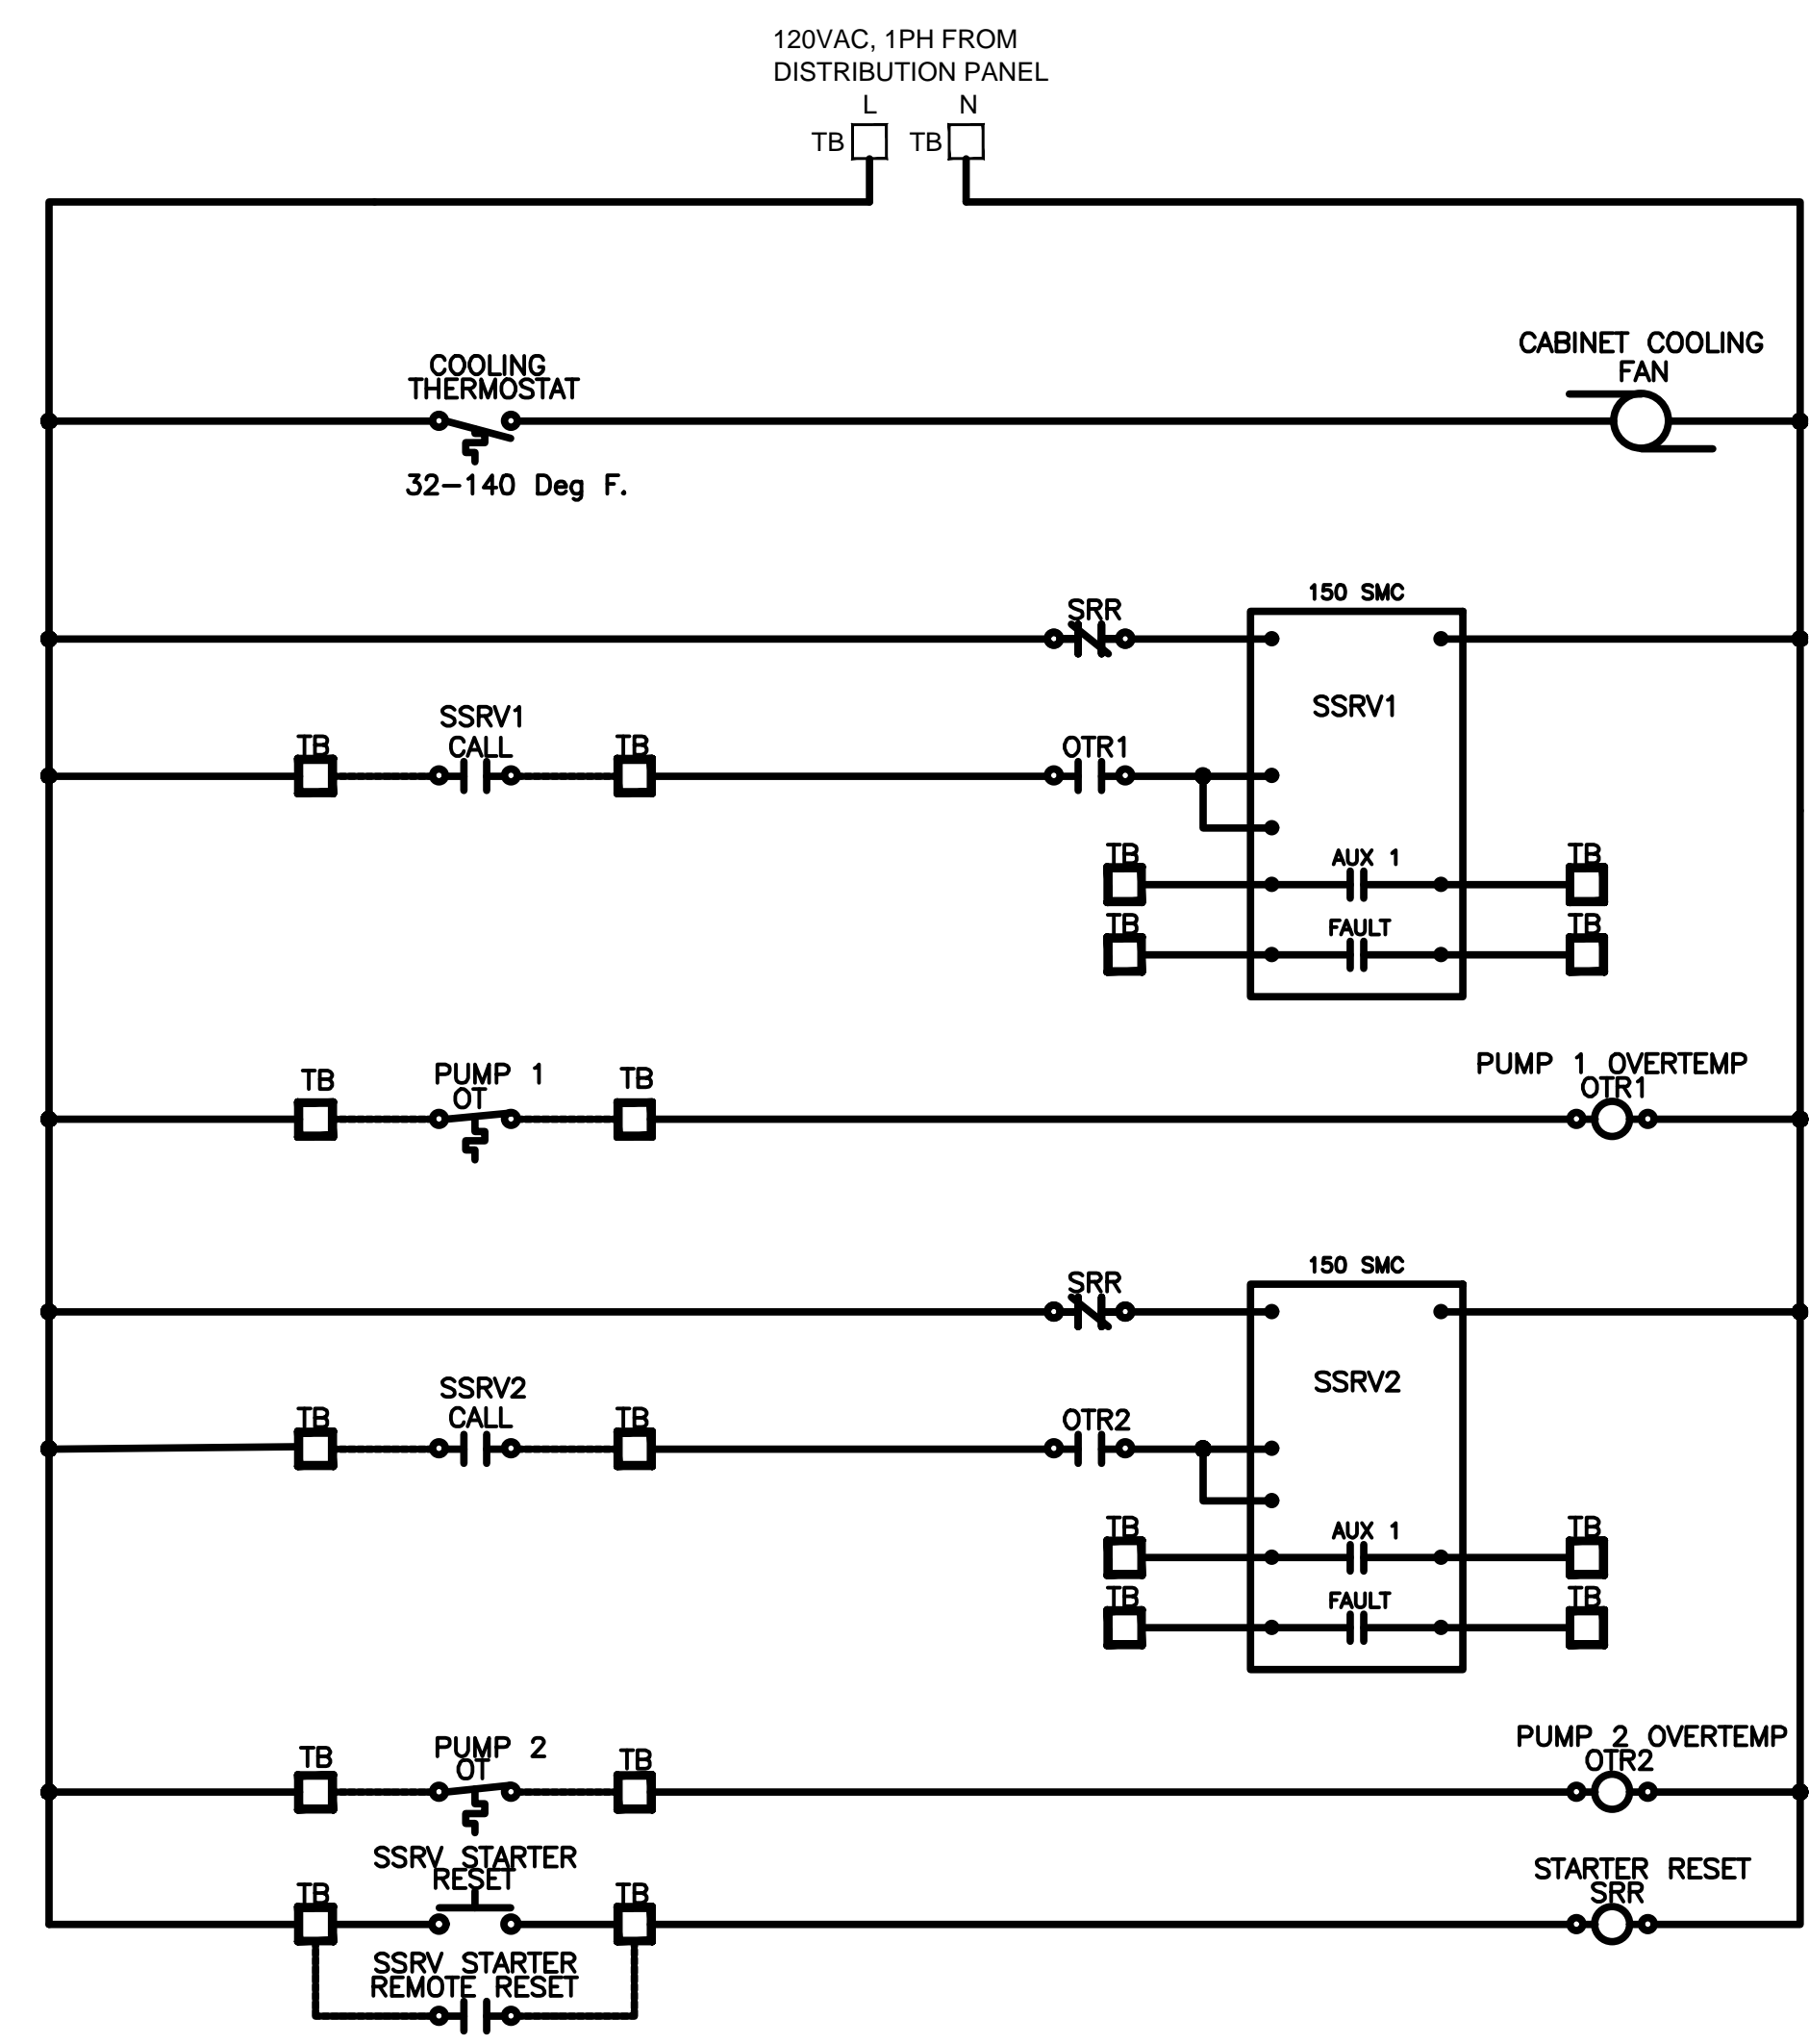 120VAC, 1PH FROM
DISTRIBUTION PANEL
L N
TB TB
COOLING
THERMOSTAT
32-140 Deg F.
CABINET COOLING
FAN
SRR
150 SMC
SSRV1
SSRV1
CALL
TB
TB
OTR1
TB
AUX 1
TB
TB
FAULT
TB
PUMP 1
OT
TB
TB
PUMP 1 OVERTEMP
OTR1
SRR
150 SMC
SSRV2
SSRV2
CALL
TB
TB
OTR2
TB
AUX 1
TB
TB
FAULT
TB
PUMP 2
OT
TB
TB
PUMP 2 OVERTEMP
OTR2
SSRV STARTER
RESET
TB
TB
STARTER RESET
SRR
SSRV STARTER
REMOTE RESET